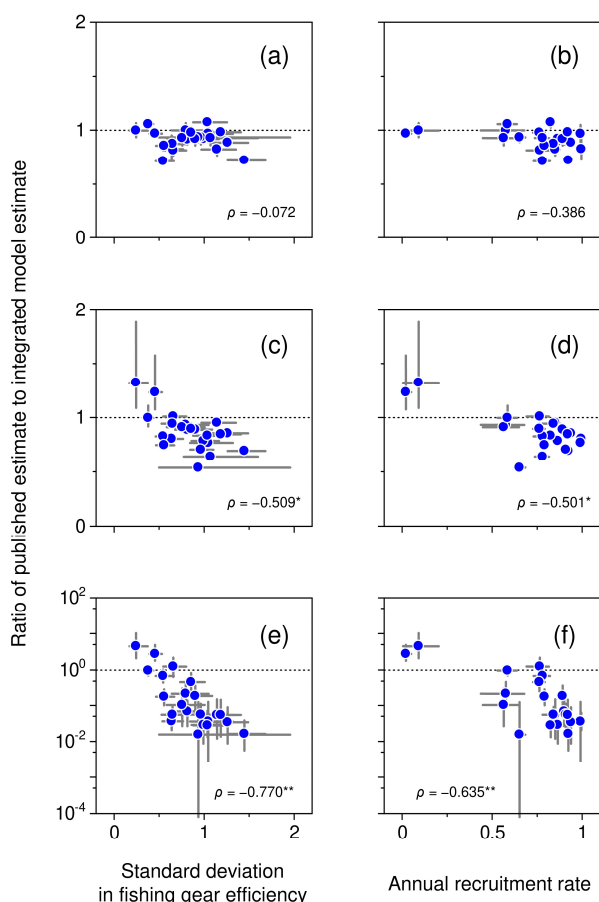 Ratio of published estimate to integrated model estimate
2
(a)
(b)
1
0
ρ = −0.072
ρ = −0.386
2
(c)
(d)
1
0
ρ = −0.509*
ρ = −0.501*
10²
(e)
(f)
10⁰
10⁻²
10⁻⁴
ρ = −0.770**
ρ = −0.635**
0 1 2
0 0.5 1
Standard deviation
in fishing gear efficiency
Annual recruitment rate